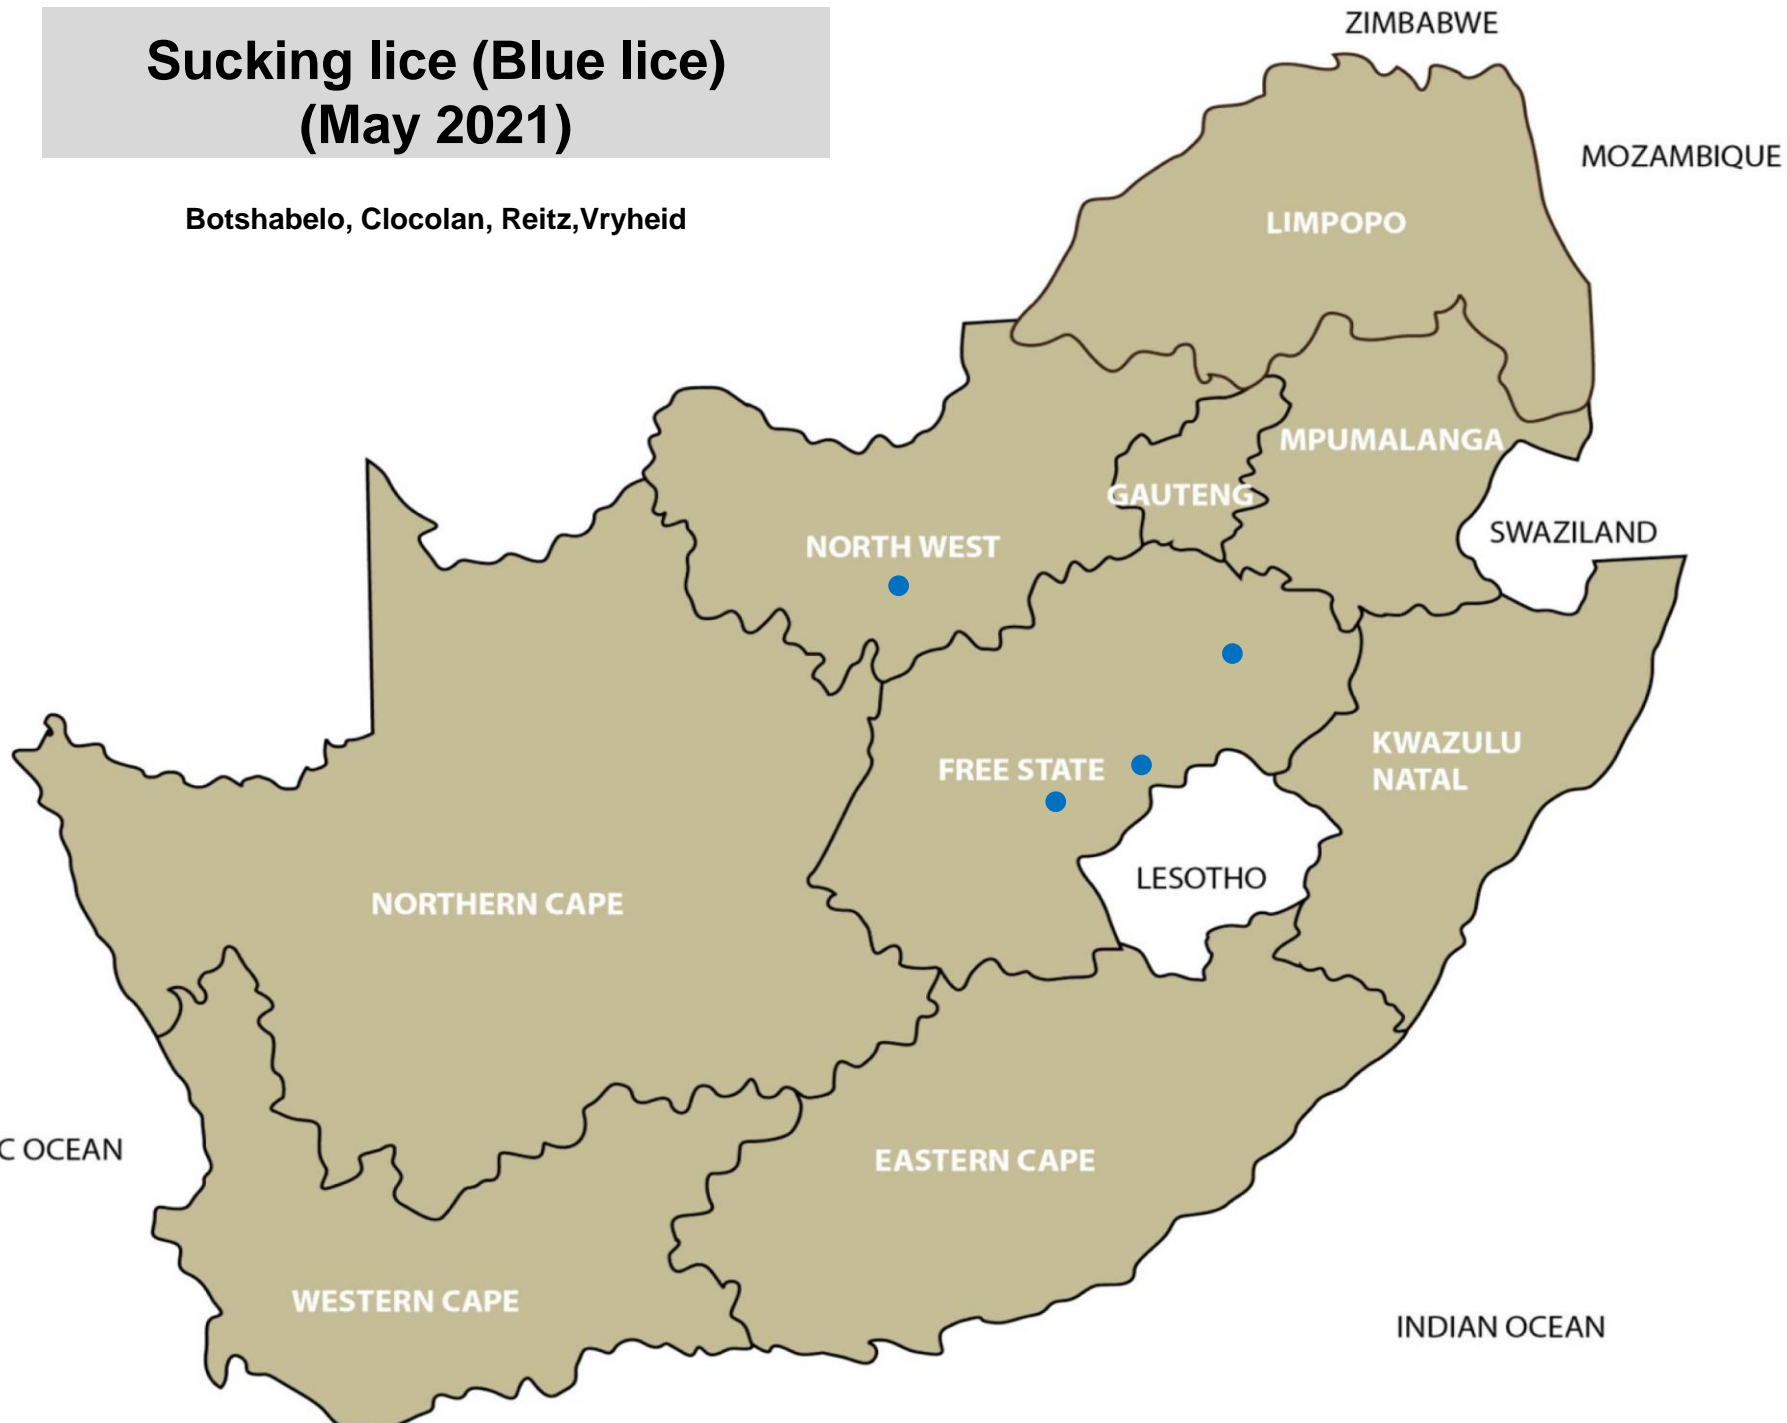 Sucking lice (Blue lice)
(May 2021)
Botshabelo, Clocolan, Reitz,Vryheid
ZIMBABWE
MOZAMBIQUE
LIMPOPO
MPUMALANGA
GAUTENG
SWAZILAND
NORTH WEST
KWAZULU
NATAL
FREE STATE
LESOTHO
NORTHERN CAPE
C OCEAN
EASTERN CAPE
WESTERN CAPE
INDIAN OCEAN